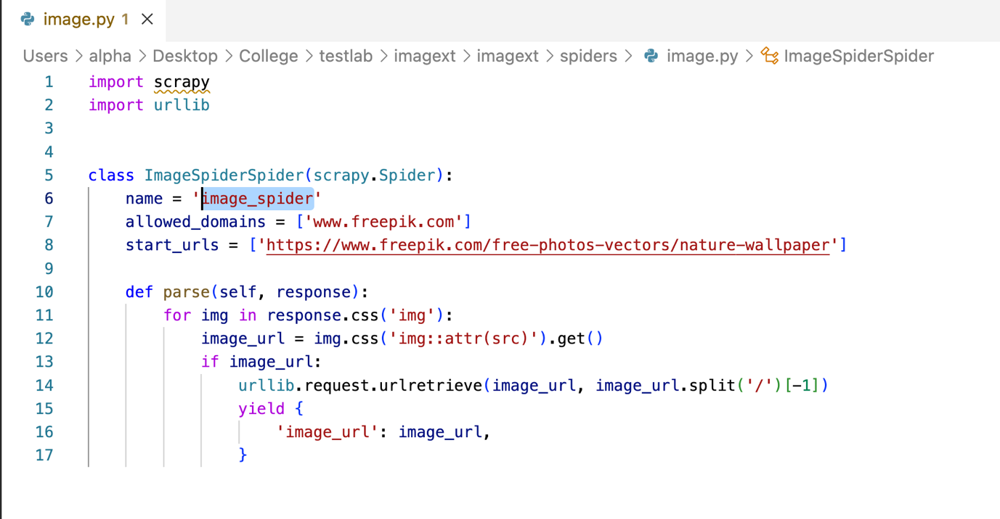 image.py 1
Users > alpha > Desktop > College > testlab > imagext > imagext > spiders > image.py > ImageSpiderSpider
1 import scrapy
2 import urllib
3
4
5 class ImageSpiderSpider(scrapy.Spider):
6     name = 'image_spider'
7     allowed_domains = ['www.freepik.com']
8     start_urls = ['https://www.freepik.com/free-photos-vectors/nature-wallpaper']
9
10     def parse(self, response):
11         for img in response.css('img'):
12             image_url = img.css('img::attr(src)').get()
13             if image_url:
14                 urllib.request.urlretrieve(image_url, image_url.split('/')[-1])
15                 yield {
16                     'image_url': image_url,
17                 }